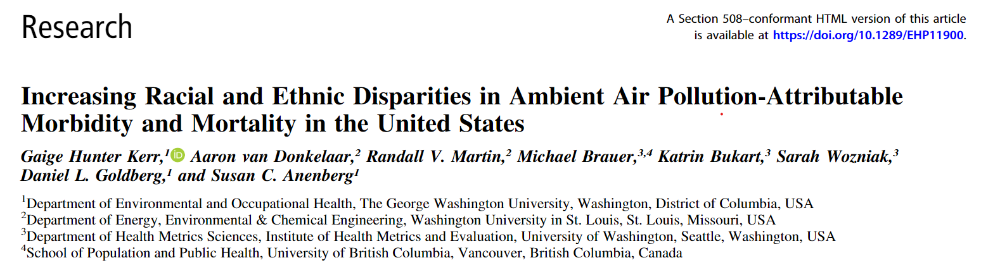 Research
A Section 508–conformant HTML version of this article
is available at https://doi.org/10.1289/EHP11900.
Increasing Racial and Ethnic Disparities in Ambient Air Pollution-Attributable
Morbidity and Mortality in the United States
Gaige Hunter Kerr,1 iD Aaron van Donkelaar,2 Randall V. Martin,2 Michael Brauer,3,4 Katrin Bukart,3 Sarah Wozniak,3
Daniel L. Goldberg,1 and Susan C. Anenberg1
1Department of Environmental and Occupational Health, The George Washington University, Washington, District of Columbia, USA
2Department of Energy, Environmental & Chemical Engineering, Washington University in St. Louis, St. Louis, Missouri, USA
3Department of Health Metrics Sciences, Institute of Health Metrics and Evaluation, University of Washington, Seattle, Washington, USA
4School of Population and Public Health, University of British Columbia, Vancouver, British Columbia, Canada